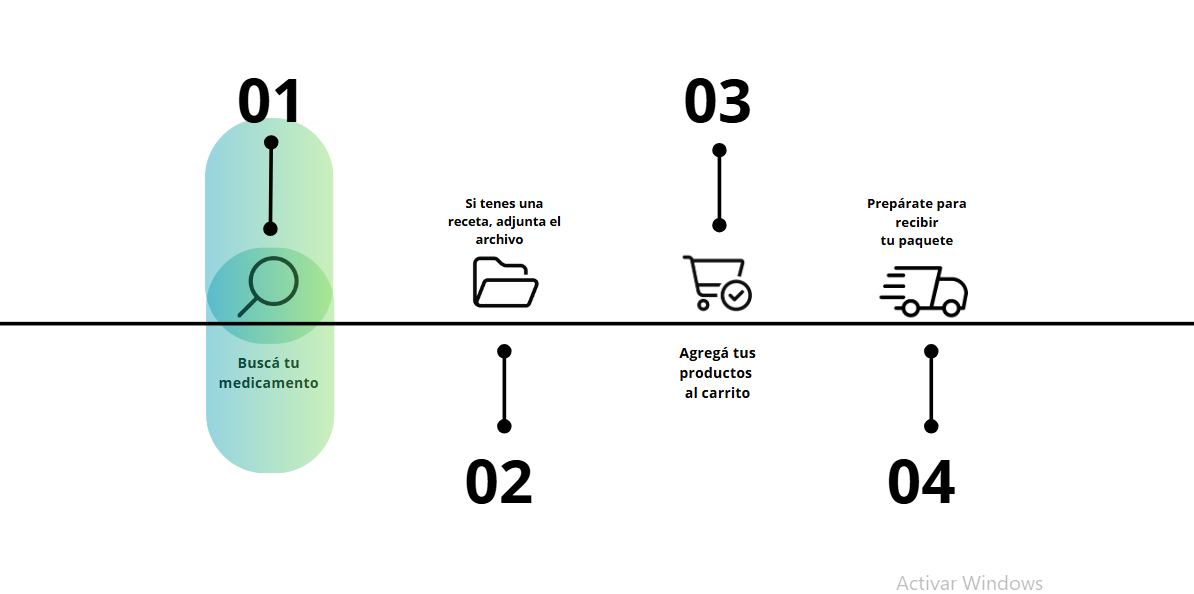 01
Buscá tu
medicamento
Si tenes una
receta, adjunta el
archivo
02
03
Agregá tus
productos
al carrito
Prepárate para
recibir
tu paquete
04
Activar Windows